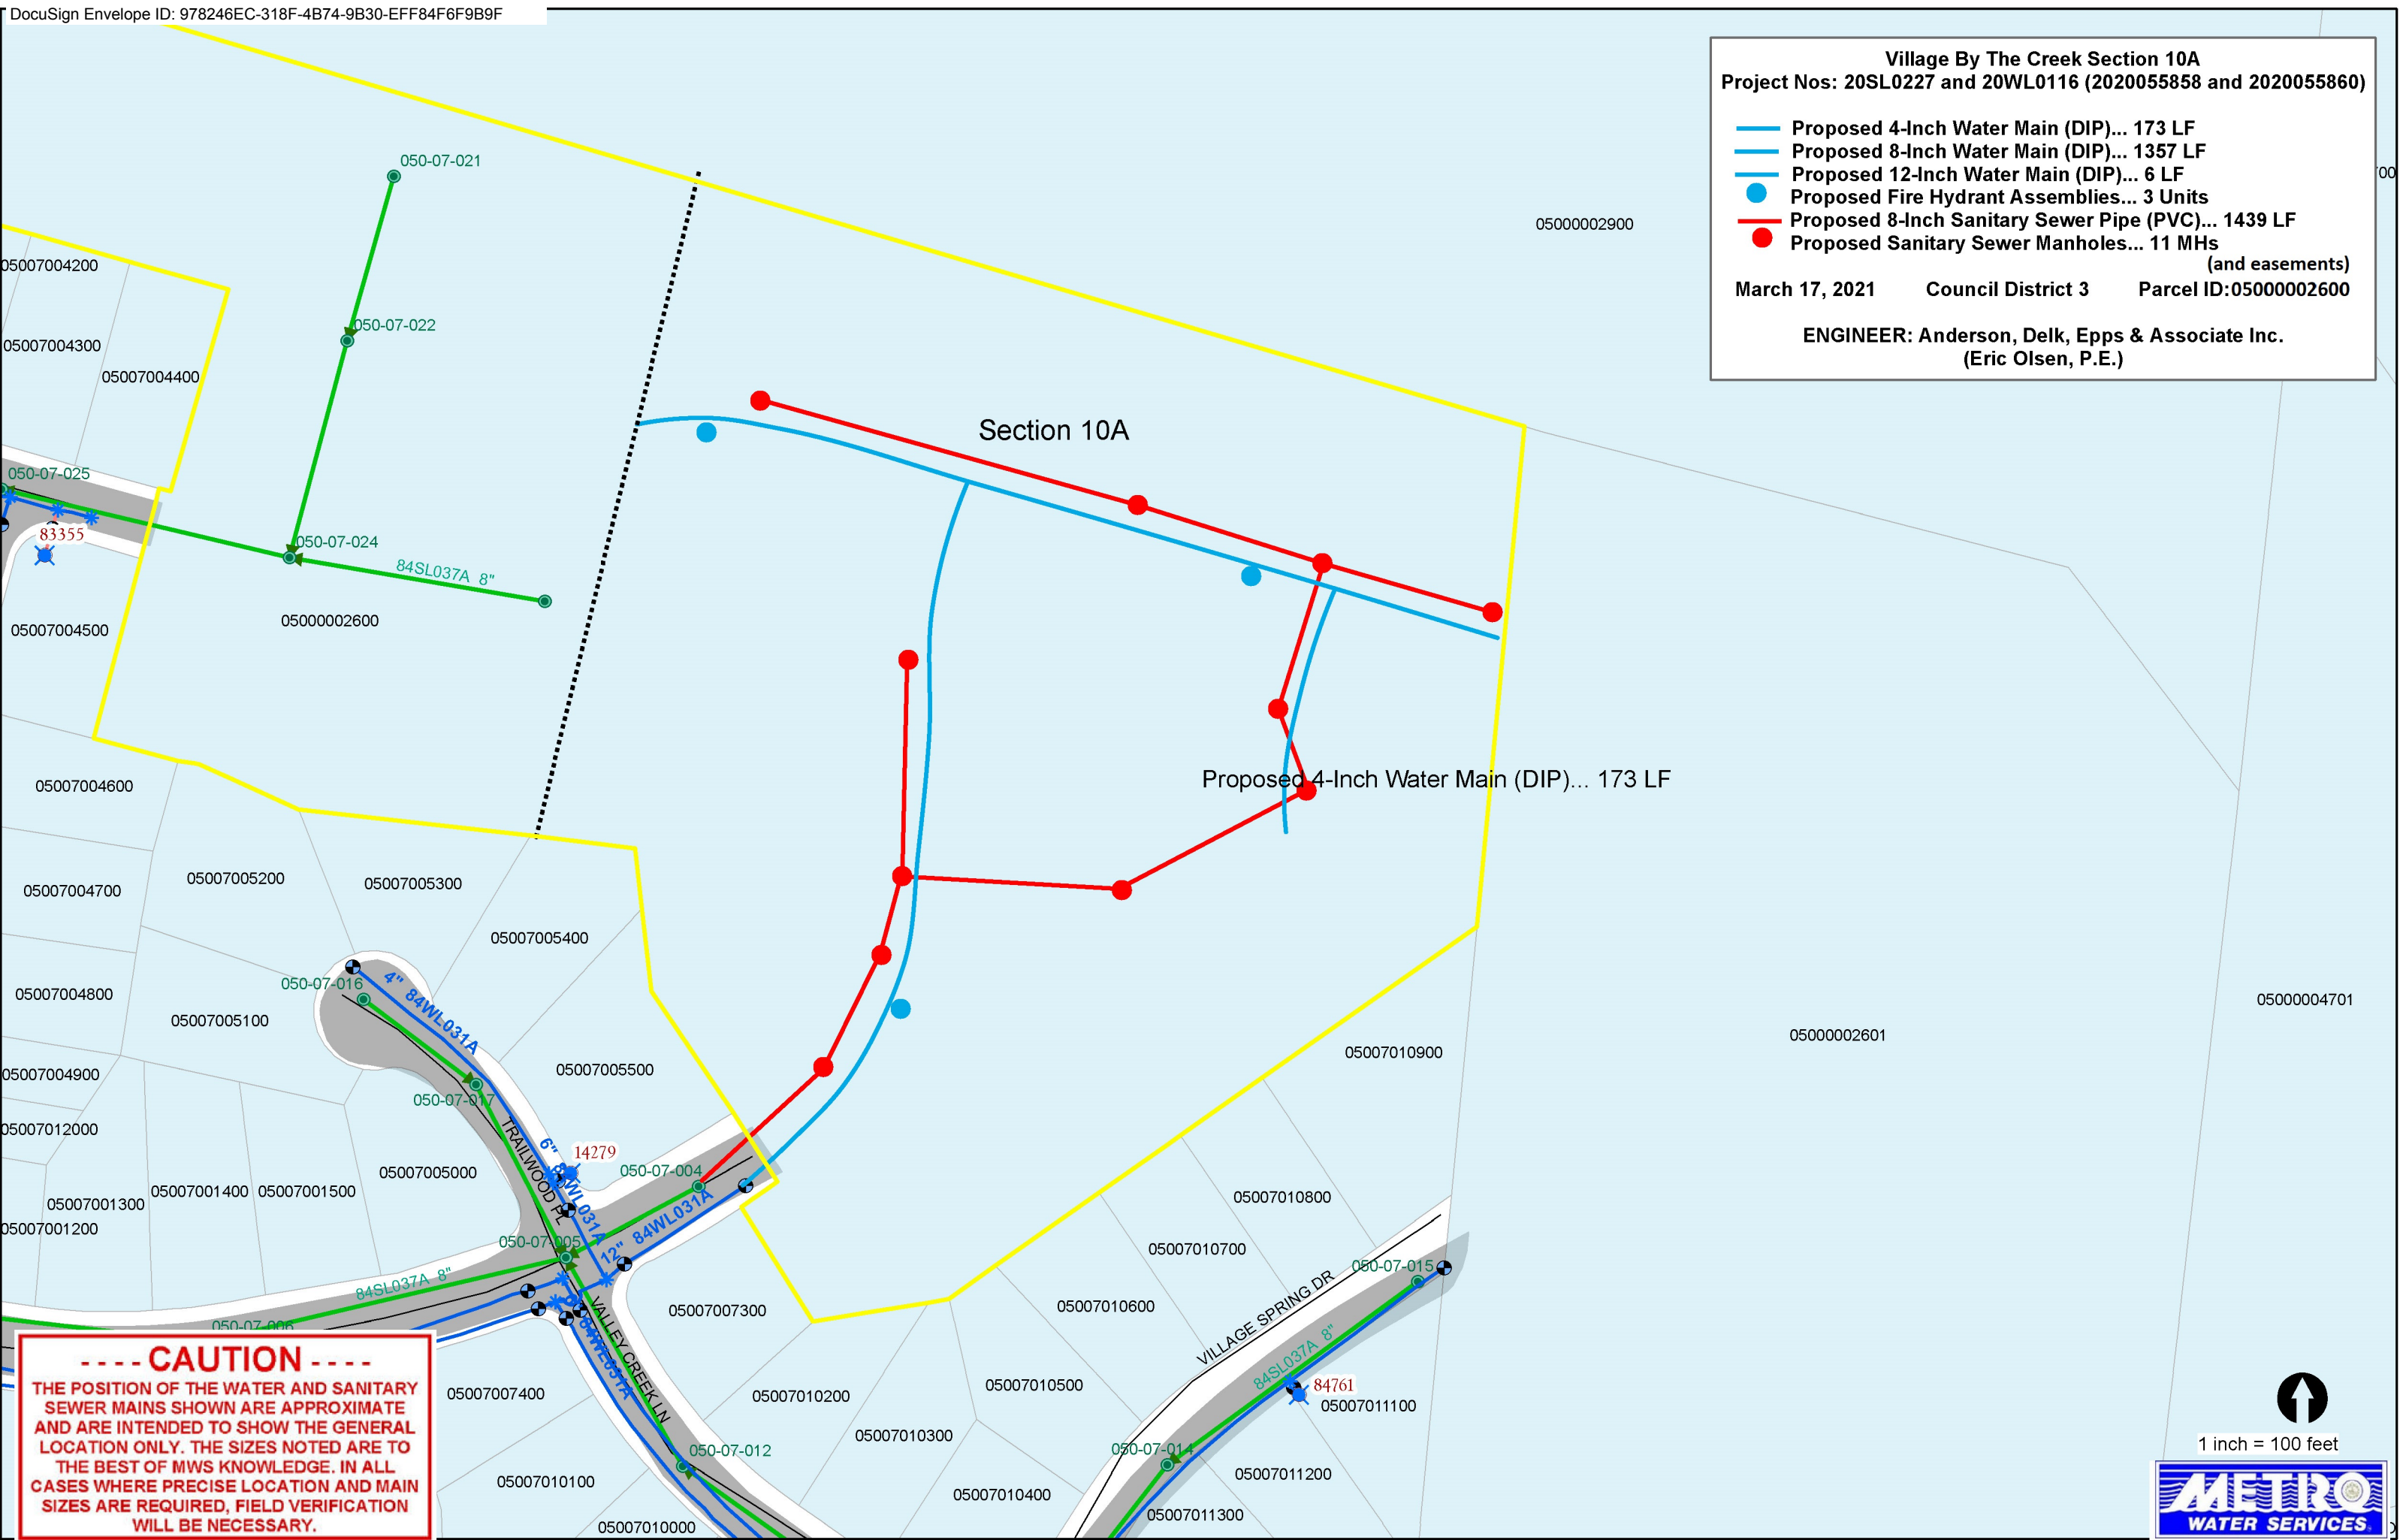 DocuSign Envelope ID: 978246EC-318F-4B74-9B30-EFF84F6F9B9F
Village By The Creek Section 10A
Project Nos: 20SL0227 and 20WL0116 (2020055858 and 2020055860)
Proposed 4-Inch Water Main (DIP)... 173 LF
Proposed 8-Inch Water Main (DIP)... 1357 LF
Proposed 12-Inch Water Main (DIP)... 6 LF
Proposed Fire Hydrant Assemblies... 3 Units
Proposed 8-Inch Sanitary Sewer Pipe (PVC)... 1439 LF
Proposed Sanitary Sewer Manholes... 11 MHs
(and easements)
March 17, 2021 Council District 3 Parcel ID:05000002600
ENGINEER: Anderson, Delk, Epps & Associate Inc.
(Eric Olsen, P.E.)
050-07-021
05000002900
05007004200
050-07-022
05007004300
05007004400
Section 10A
050-07-025
83355
050-07-024
84SL037A 8"
05000002600
05007004500
Proposed 4-Inch Water Main (DIP)... 173 LF
05007004600
05007004700
05007005200
05007005300
05007005400
050-07-016
4" 84WL031A
05007004800
05007005100
05000004701
05000002601
05007010900
05007004900
05007005500
050-07-017
05007012000
TRAILWOOD PL
6" 84WL031A
14279
050-07-004
05007005000
05007001400
05007001500
05007001300
05007001200
05007010800
12" 84WL031A
050-07-005
05007010700
050-07-015
84SL037A 8"
05007007300
05007010600
VILLAGE SPRING DR
050-07-006
VALLEY CREEK LN
84WL031A
84SL037A 8"
84761
05007011100
05007007400
05007010200
05007010500
05007010300
050-07-012
050-07-014
05007010100
05007011200
05007010400
05007011300
05007010000
---- CAUTION ----
THE POSITION OF THE WATER AND SANITARY
SEWER MAINS SHOWN ARE APPROXIMATE
AND ARE INTENDED TO SHOW THE GENERAL
LOCATION ONLY. THE SIZES NOTED ARE TO
THE BEST OF MWS KNOWLEDGE. IN ALL
CASES WHERE PRECISE LOCATION AND MAIN
SIZES ARE REQUIRED, FIELD VERIFICATION
WILL BE NECESSARY.
1 inch = 100 feet
METRO
WATER SERVICES